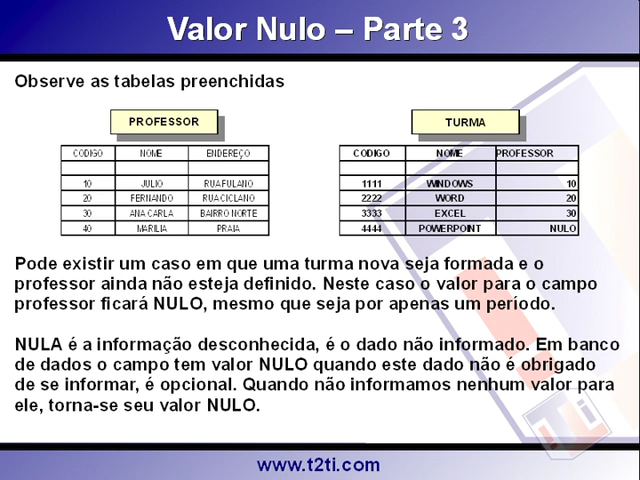 Valor Nulo – Parte 3
Observe as tabelas preenchidas
PROFESSOR
CODIGO NOME ENDEREÇO
10 JULIO RUA FULANO
20 FERNANDO RUA CICLANO
30 ANA CARLA BAIRRO NORTE
40 MARILIA PRAIA
TURMA
CODIGO NOME PROFESSOR
1111 WINDOWS 10
2222 WORD 20
3333 EXCEL 30
4444 POWERPOINT NULO
Pode existir um caso em que uma turma nova seja formada e o
professor ainda não esteja definido. Neste caso o valor para o campo
professor ficará NULO, mesmo que seja por apenas um período.
NULA é a informação desconhecida, é o dado não informado. Em banco
de dados o campo tem valor NULO quando este dado não é obrigado
de se informar, é opcional. Quando não informamos nenhum valor para
ele, torna-se seu valor NULO.
www.t2ti.com